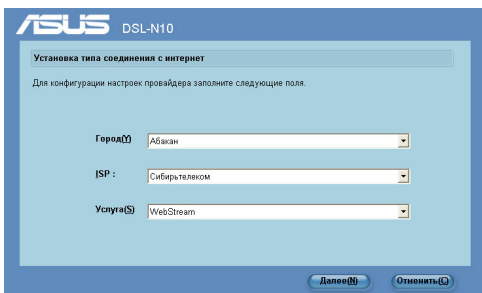 ASUS DSL-N10
Установка типа соединения с интернет
Для конфигурации настроек провайдера заполните следующие поля.
Город(Y) Абакан
ISP : Сибирьтелеком
Услуга(S) WebStream
Далее(N) Отменить(C)